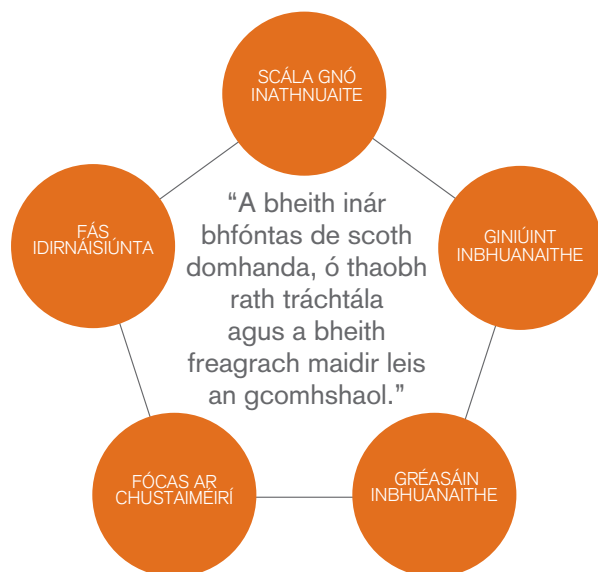 SCÁLA GNÓ
INATHNUAITE
FÁS
IDIRNÁISIÚNTA
“A bheith inár
bhfóntas de scoth
domhanda, ó thaobh
rath tráchtála
agus a bheith
freagrach maidir leis
an gcomhshaol.”
GINIÚINT
INBHUANAITHE
FÓCAS AR
CHUSTAIMÉIRÍ
GRÉASÁIN
INBHUANAITHE